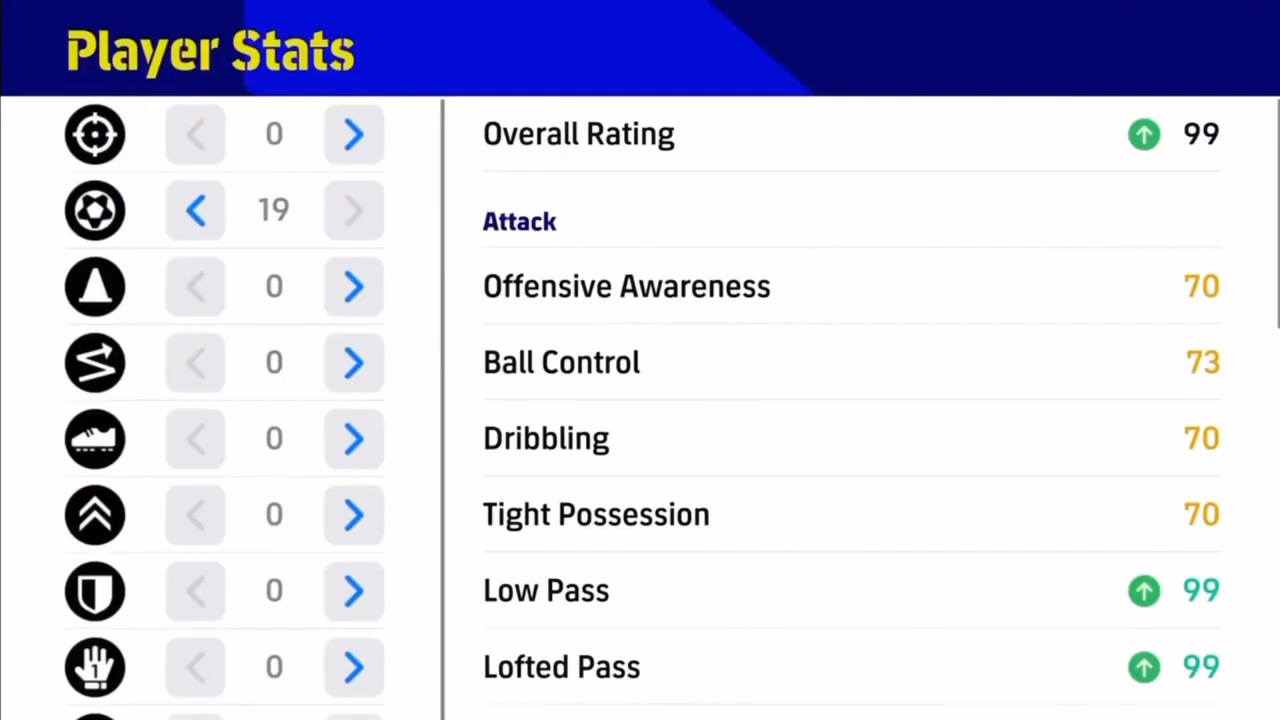 Player Stats
0
Overall Rating 99
19
Attack
0
Offensive Awareness 70
0
Ball Control 73
0
Dribbling 70
0
Tight Possession 70
0
Low Pass 99
1
0
Lofted Pass 99